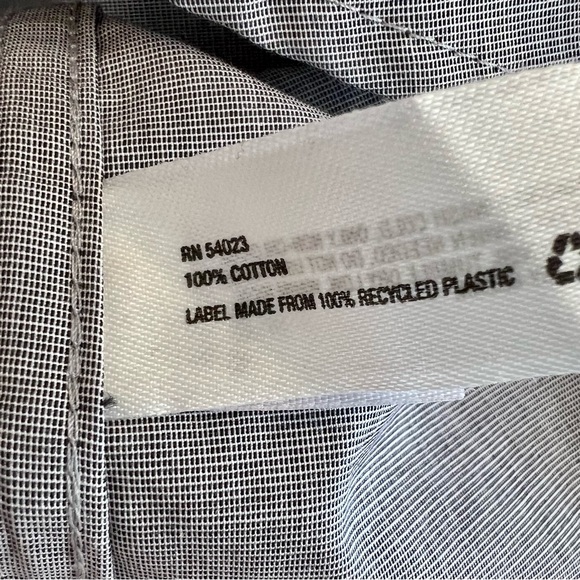 RN 54023
100% COTTON
LABEL MADE FROM 100% RECYCLED PLASTIC